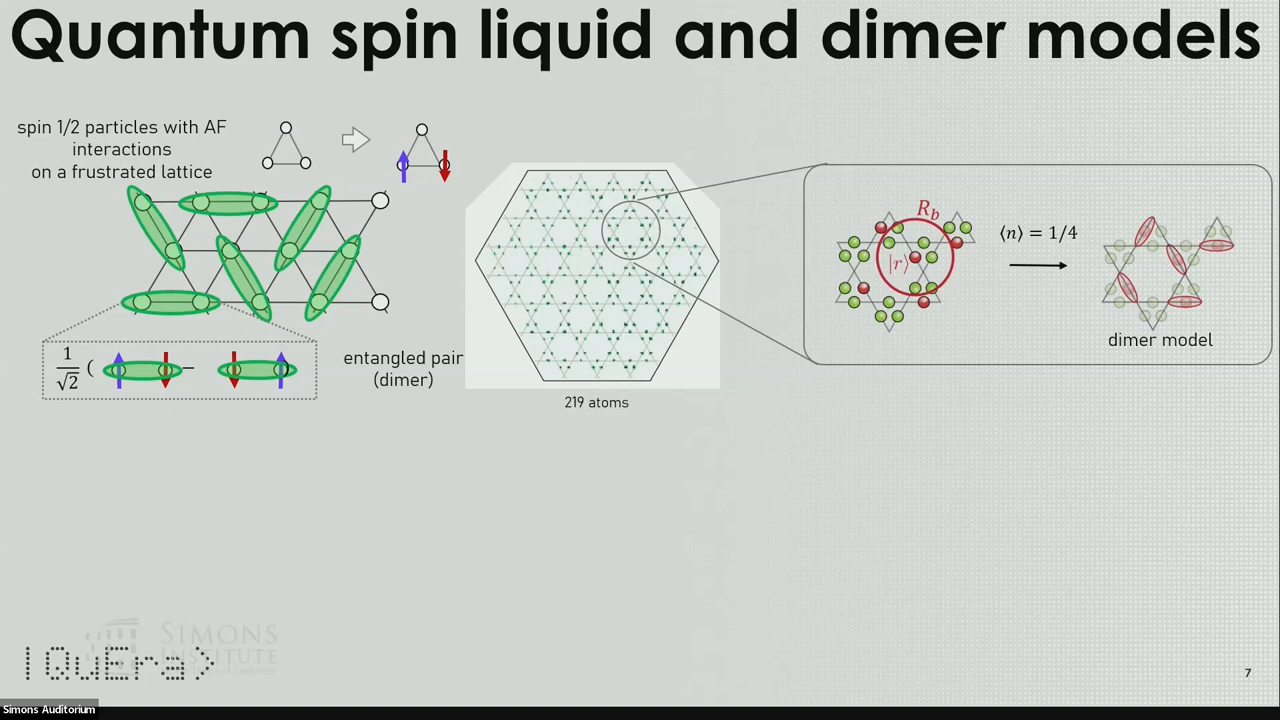 Quantum spin liquid and dimer models
spin 1/2 particles with AF
interactions
on a frustrated lattice
R_b
|r⟩
⟨n⟩ = 1/4
dimer model
1/√2 ( − )
entangled pair
(dimer)
219 atoms
SIMONS
INSTITUTE
|QuEra>
7
Simons Auditorium